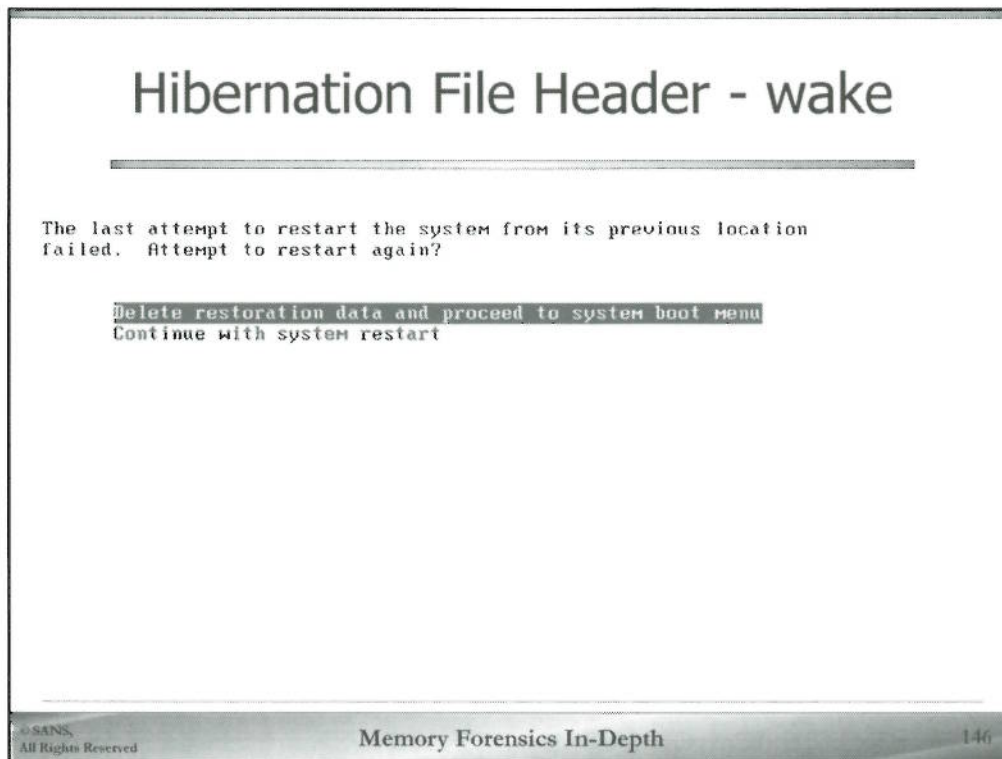 Hibernation File Header - wake
The last attempt to restart the system from its previous location
failed.  Attempt to restart again?
Delete restoration data and proceed to system boot menu
Continue with system restart
© SANS,
All Rights Reserved
Memory Forensics In-Depth
146